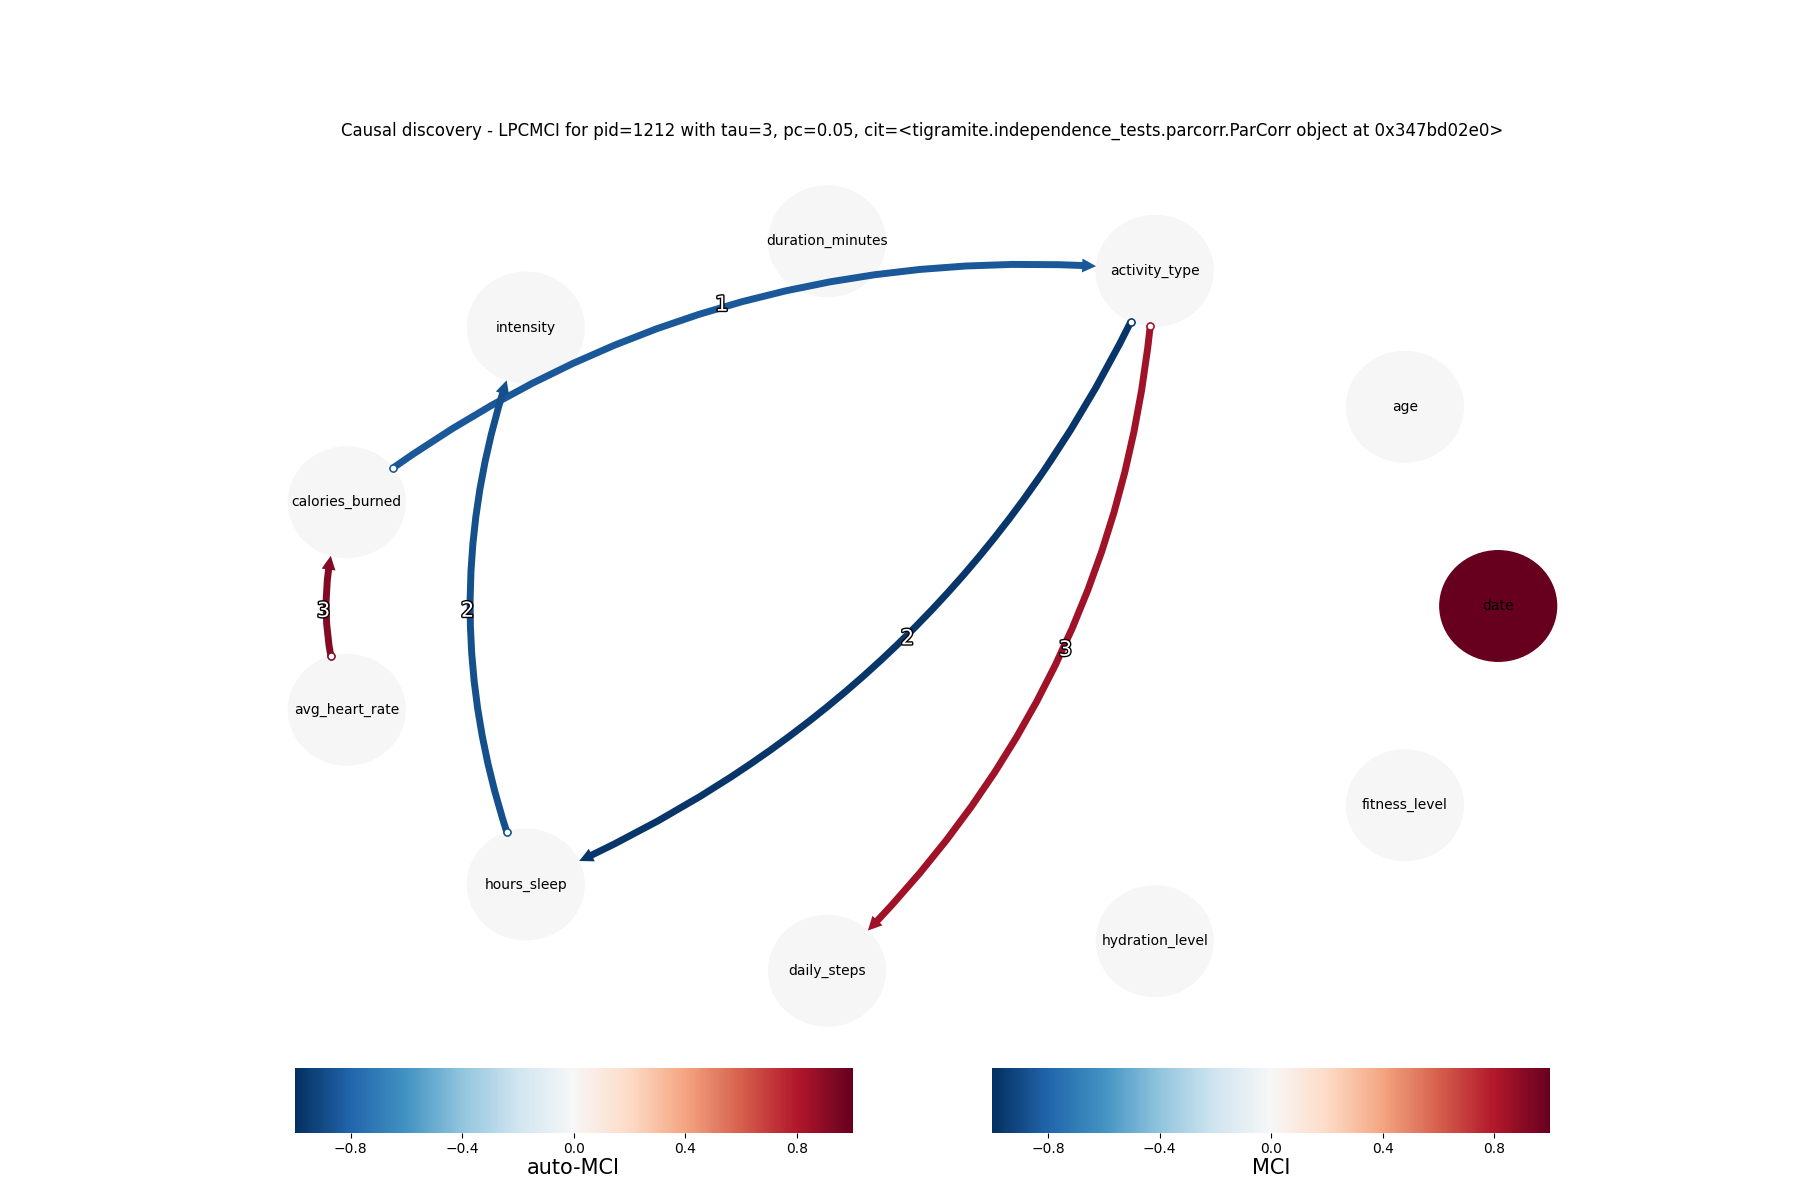 Causal discovery - LPCMCI for pid=1212 with tau=3, pc=0.05, cit=<tigramite.independence_tests.parcorr.ParCorr object at 0x347bd02e0>
duration_minutes
activity_type
1
intensity
age
calories_burned
date
3
2
2
3
avg_heart_rate
fitness_level
hours_sleep
hydration_level
daily_steps
−0.8 −0.4 0.0 0.4 0.8
auto-MCI
−0.8 −0.4 0.0 0.4 0.8
MCI